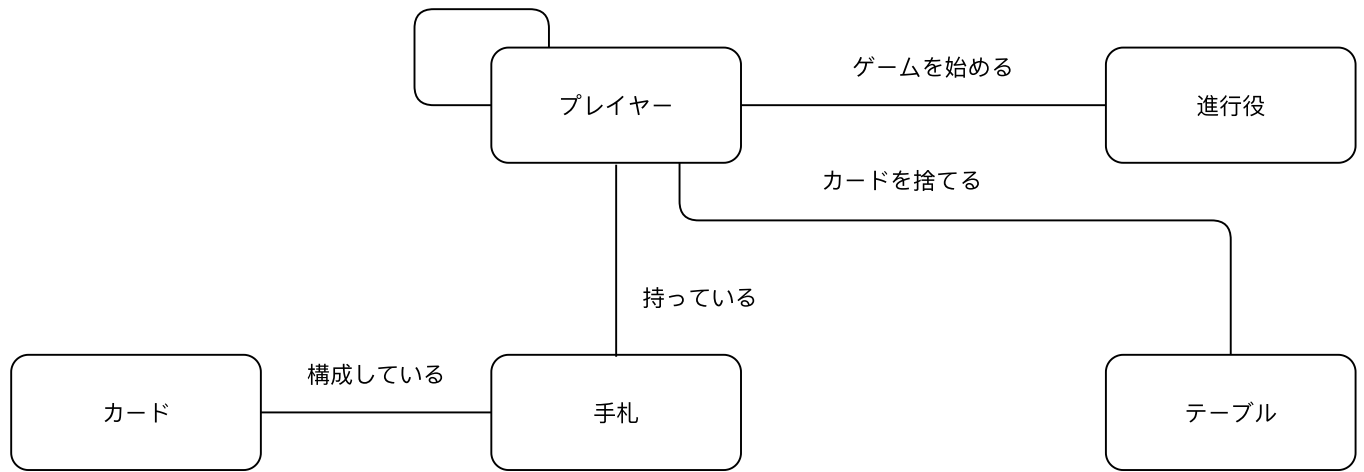 ゲームを始める
プレイヤー
進行役
カードを捨てる
持っている
構成している
カード
手札
テーブル